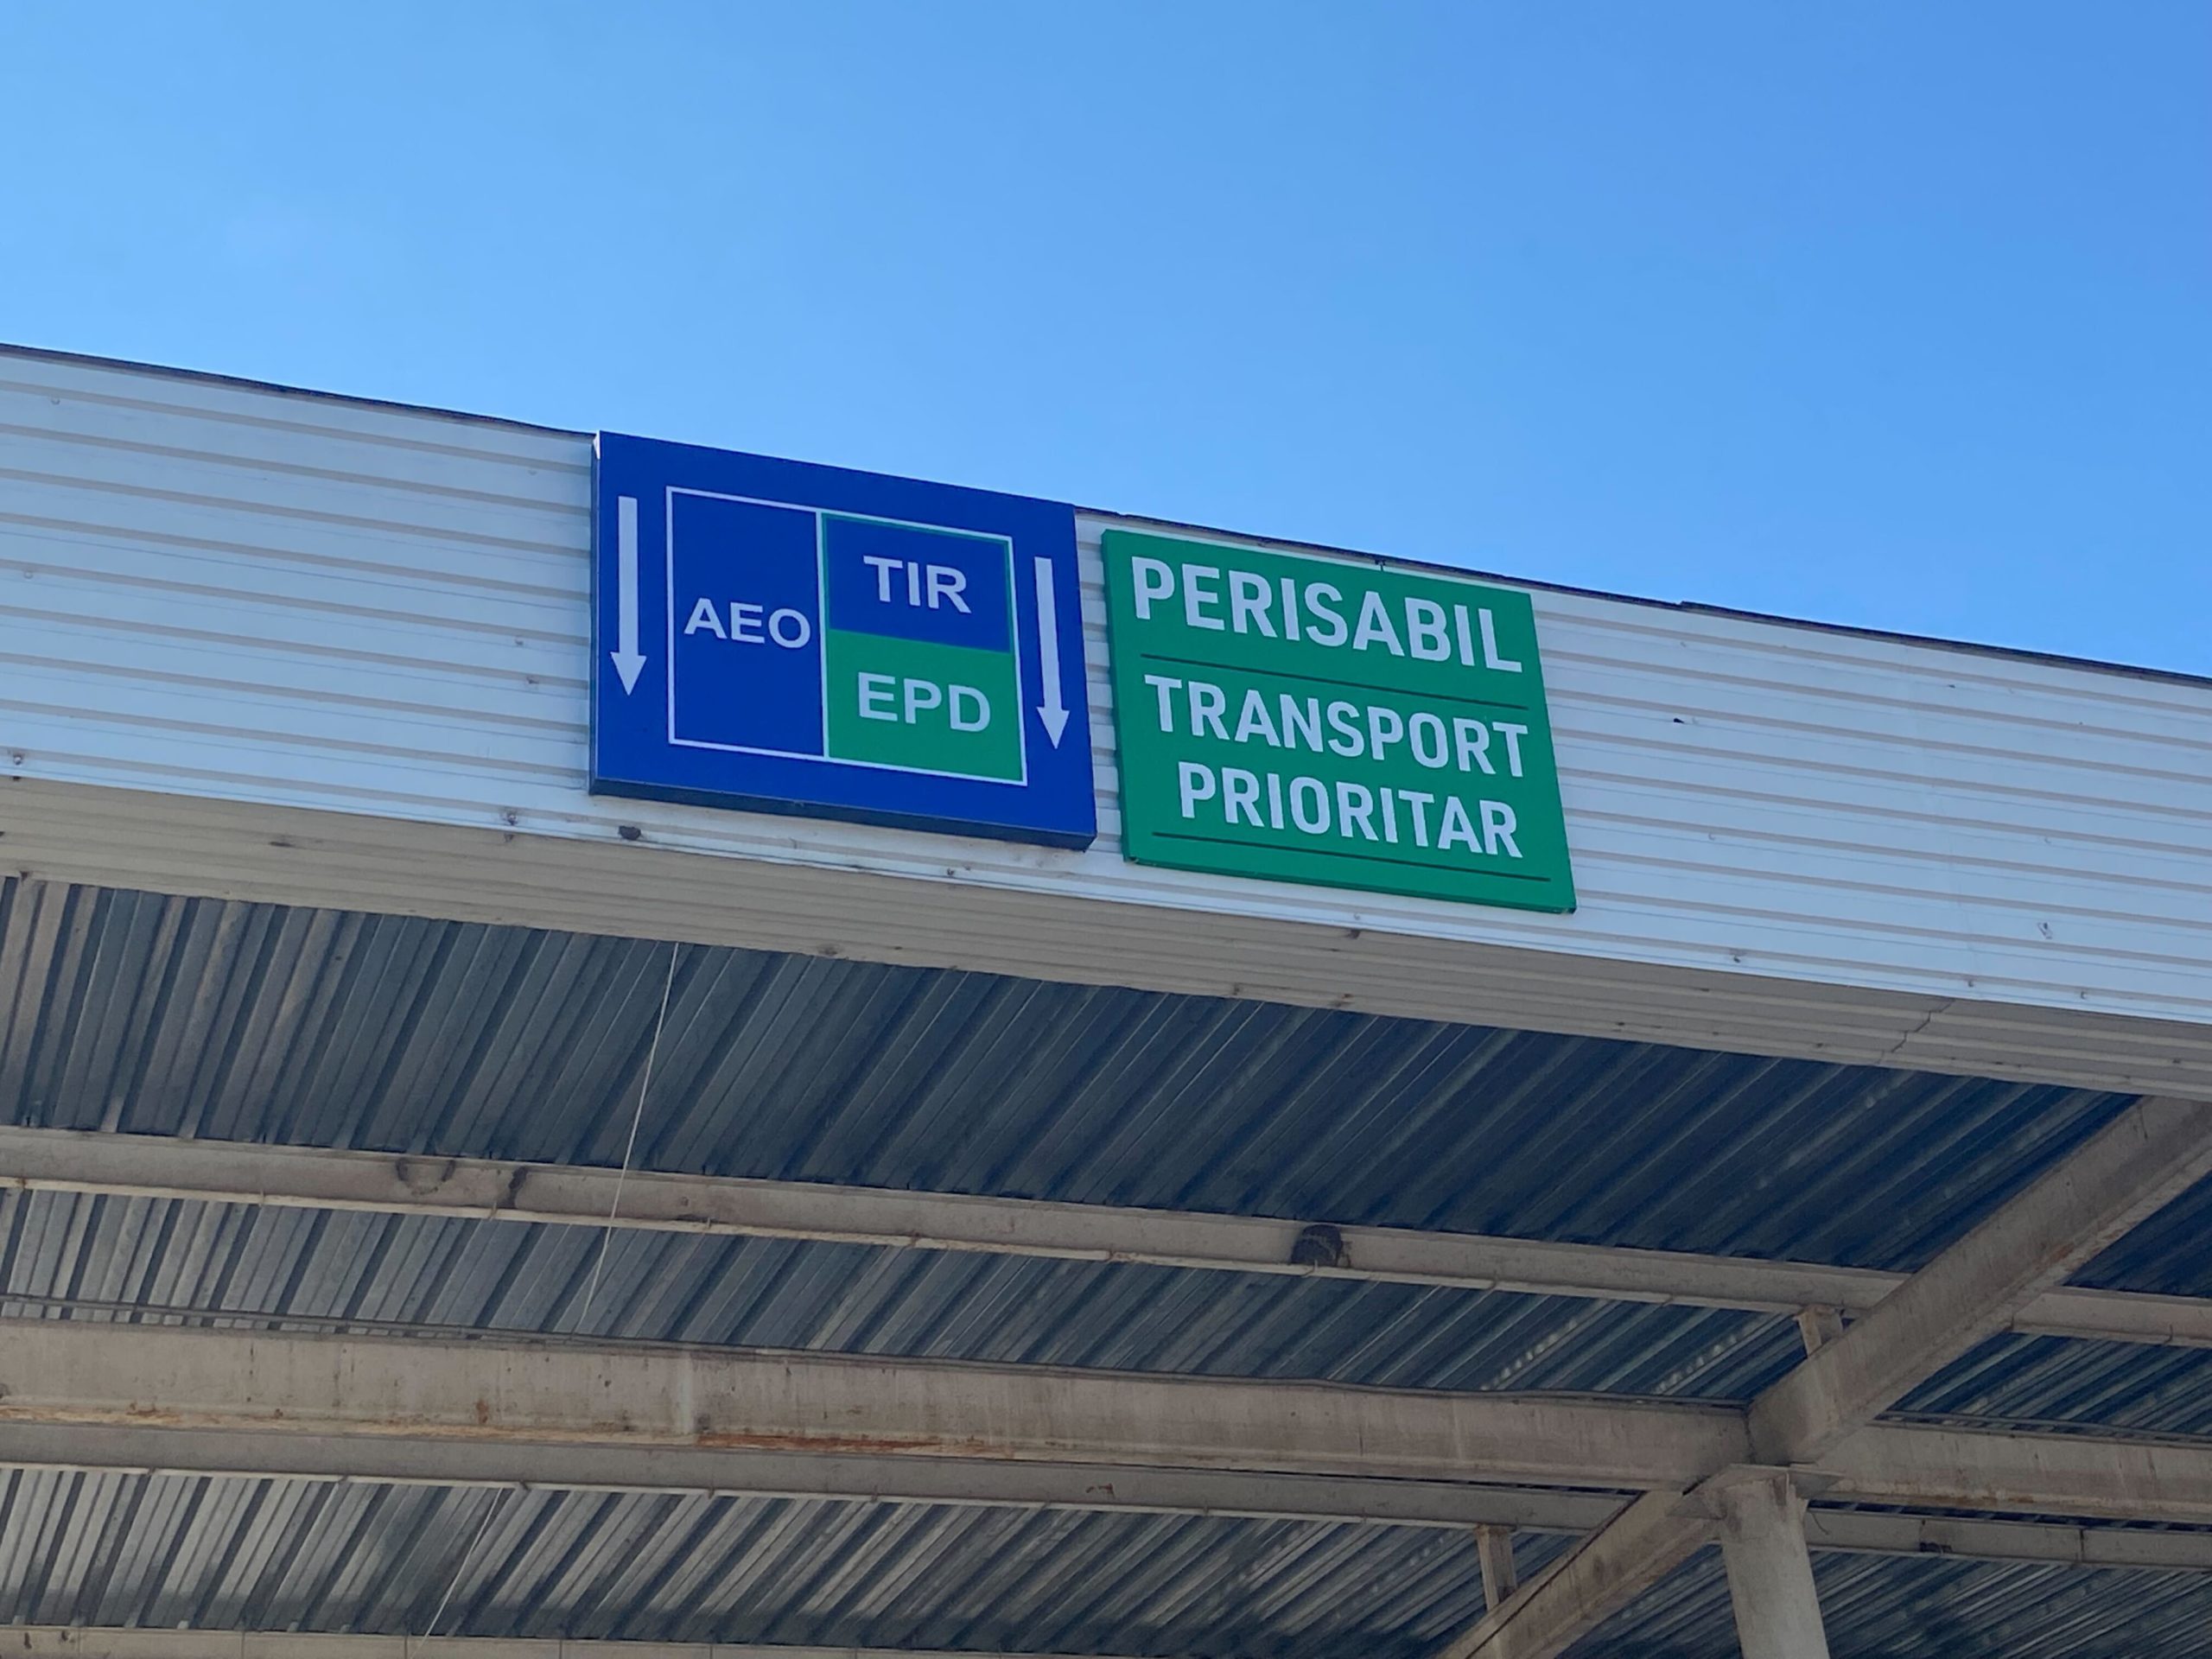 AEO
TIR
EPD
PERISABIL
TRANSPORT
PRIORITAR